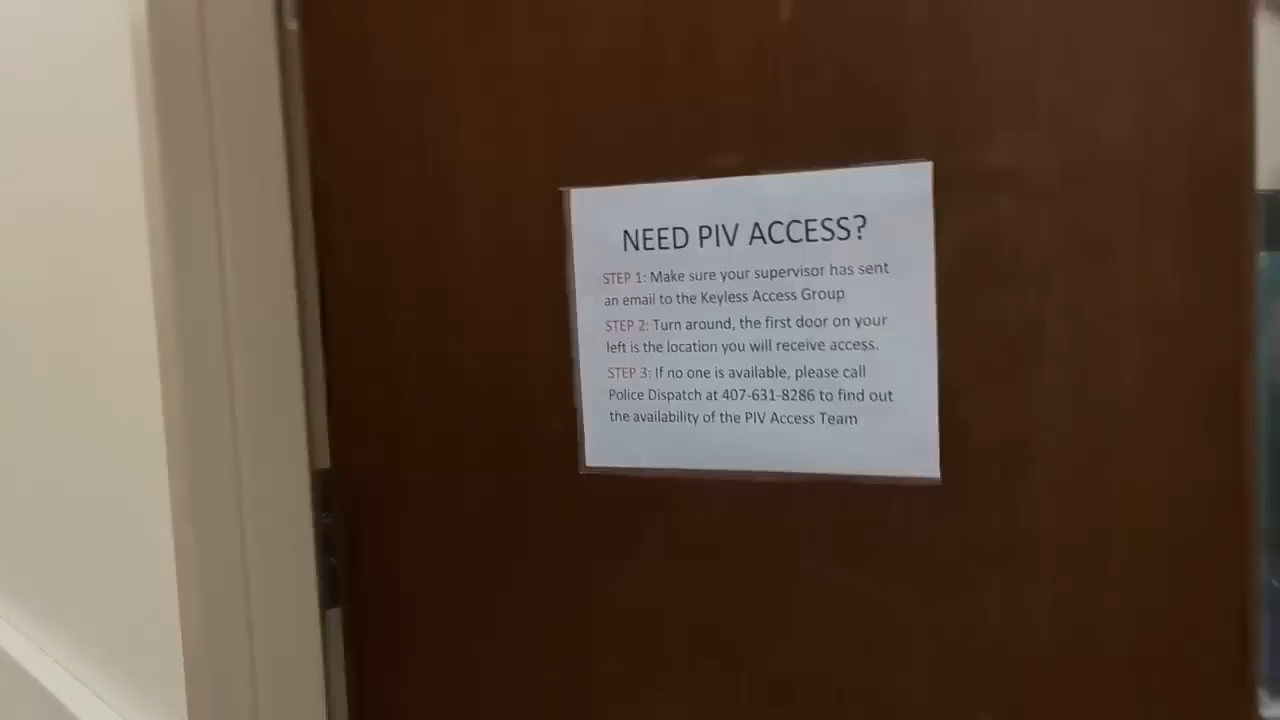 NEED PIV ACCESS?
STEP 1: Make sure your supervisor has sent
an email to the Keyless Access Group
STEP 2: Turn around, the first door on your
left is the location you will receive access.
STEP 3: If no one is available, please call
Police Dispatch at 407-631-8286 to find out
the availability of the PIV Access Team